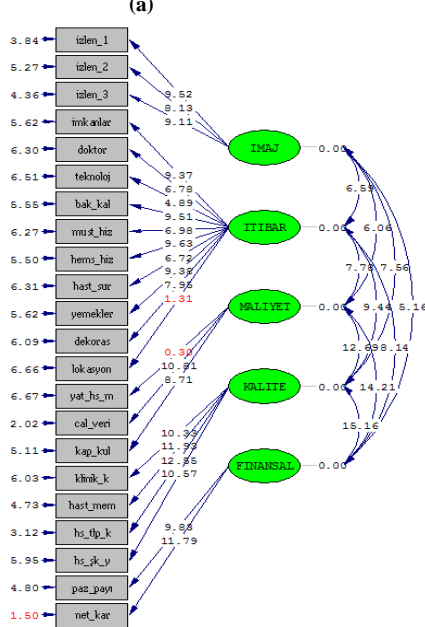 (a)
3.84 izlen_1
5.27 izlen_2
4.36 izlen_3
5.62 imkanlar
6.30 doktor
6.51 teknoloj
5.55 bak_kal
6.27 must_hiz
5.50 hems_hiz
6.31 hast_sur
5.62 yemekler
6.09 dekoras
6.66 lokasyon
6.67 yat_hs_m
2.02 cal_veri
5.11 kap_kul
6.03 klinik_k
4.73 hast_mem
3.12 hs_tlp_k
5.95 hs_şk_y
4.80 paz_payı
1.50 net_kar
9.52
8.13
9.11
9.37
6.78
4.89
9.51
6.98
9.63
6.72
9.38
7.95
1.31
0.30
10.81
8.71
10.33
11.93
12.55
10.57
9.83
11.79
IMAJ 0.00
ITIBAR 0.00
MALIYET 0.00
KALITE 0.00
FINANSAL 0.00
6.59
6.06
7.78 7.56
9.44 5.16
12.69 8.14
14.21
15.16